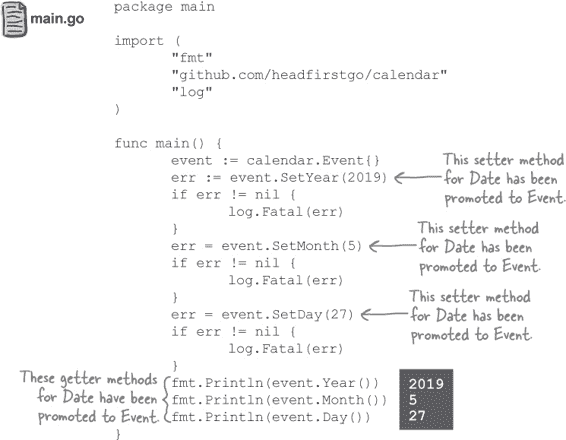 main.go
package main
import (
"fmt"
"github.com/headfirstgo/calendar"
"log"
)
func main() {
event := calendar.Event{}
err := event.SetYear(2019)
This setter method
for Date has been
promoted to Event.
if err != nil {
log.Fatal(err)
}
err = event.SetMonth(5)
This setter method
for Date has been
promoted to Event.
if err != nil {
log.Fatal(err)
}
err = event.SetDay(27)
This setter method
for Date has been
promoted to Event.
if err != nil {
log.Fatal(err)
}
These getter methods
for Date have been
promoted to Event.
fmt.Println(event.Year())
fmt.Println(event.Month())
fmt.Println(event.Day())
2019
5
27
}